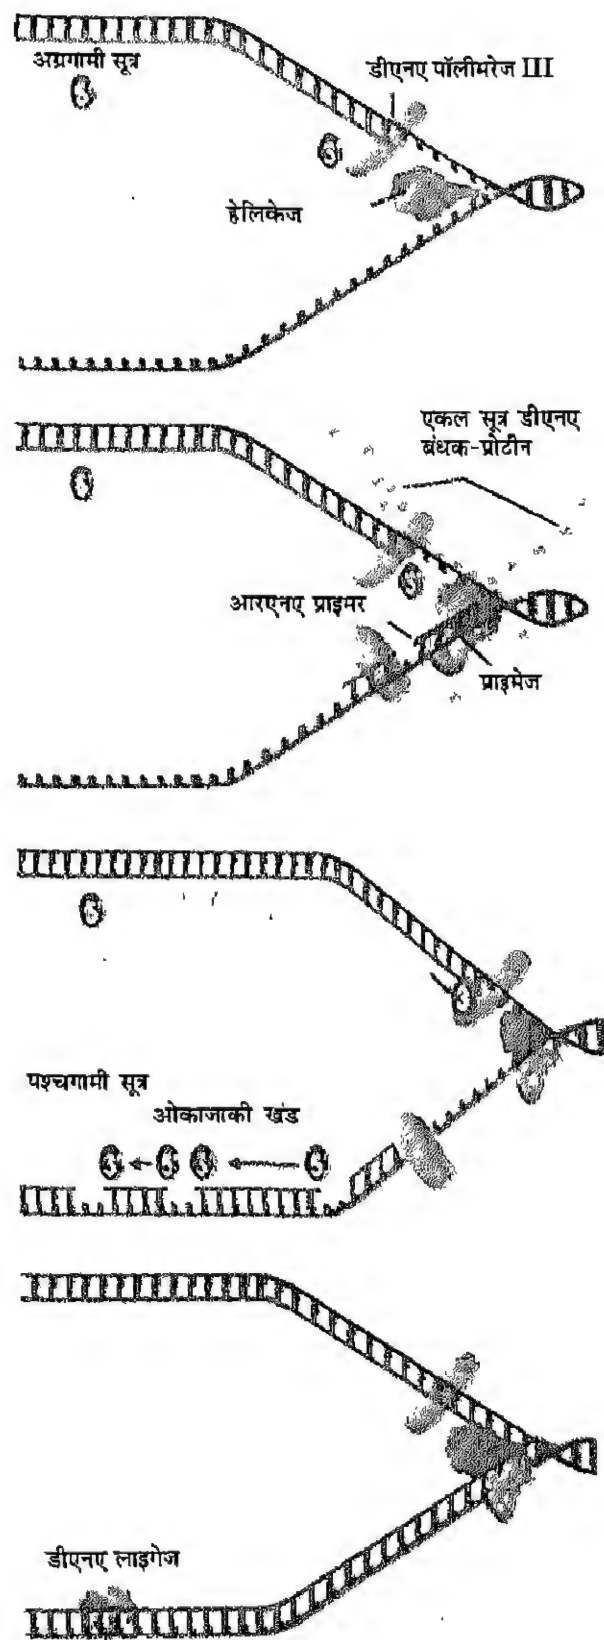 अग्रगामी सूत्र
डीएनए पॉलीमरेज III
हेलिकेज
एकल सूत्र डीएनए
बंधक-प्रोटीन
आरएनए प्राइमर
प्राइमेज
पश्चगामी सूत्र
ओकाजाकी खंड
डीएनए लाइगेज